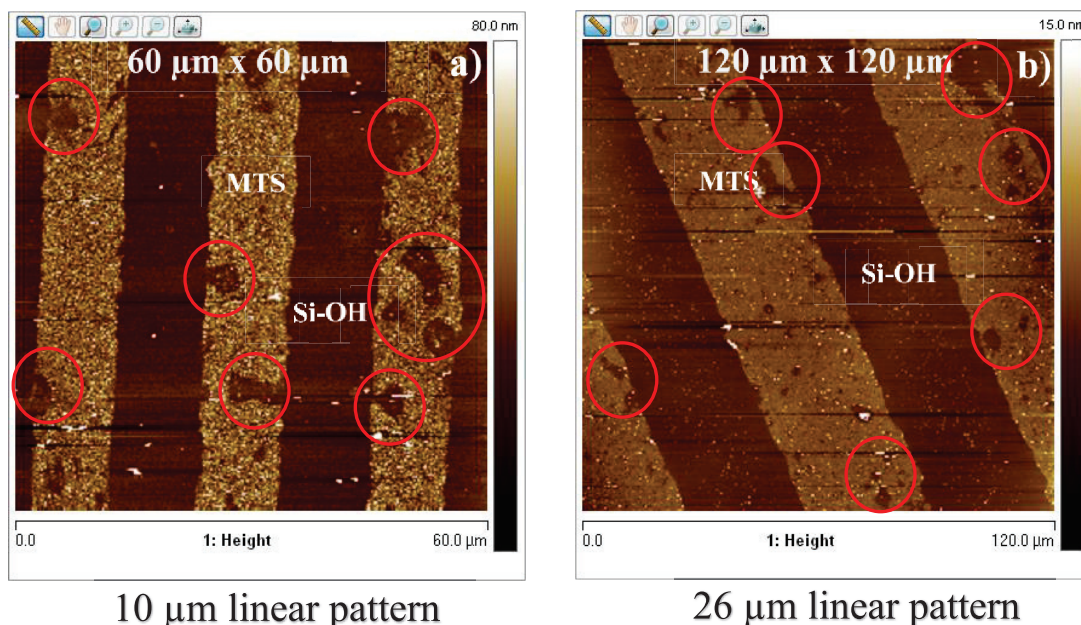 80.0 nm
60 µm x 60 µm
a)
MTS
Si-OH
0.0
1: Height
60.0 µm
10 µm linear pattern
15.0 nm
120 µm x 120 µm
b)
MTS
Si-OH
0.0
1: Height
120.0 µm
26 µm linear pattern